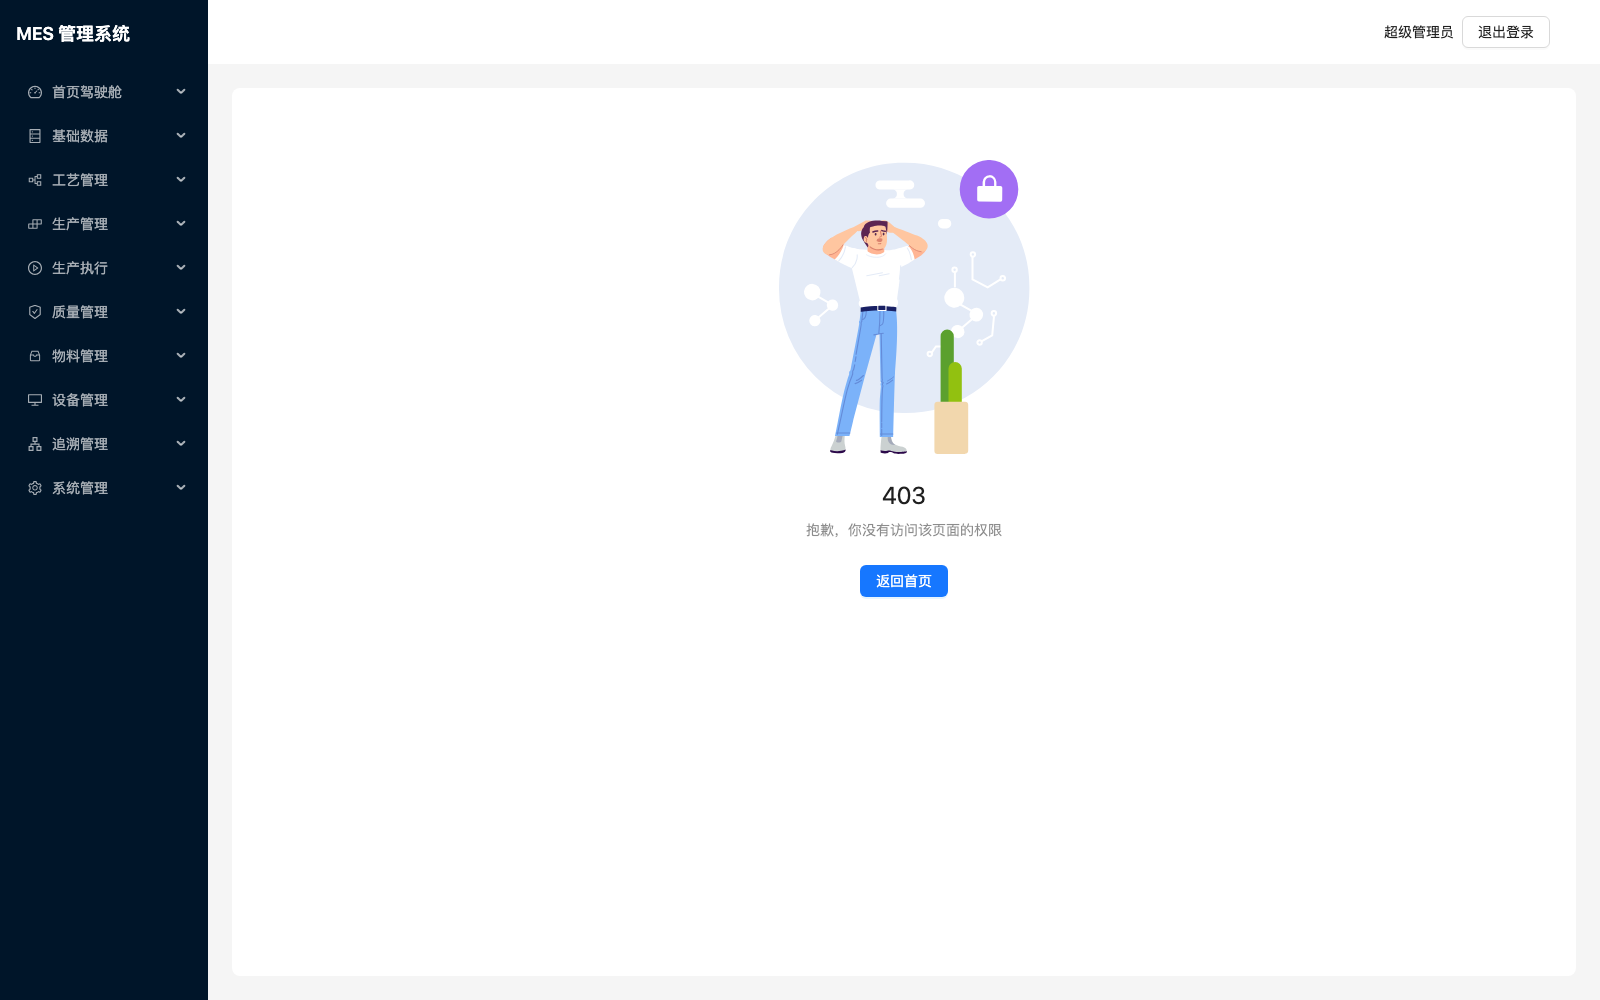 MES 管理系统
超级管理员
退出登录
首页驾驶舱
基础数据
工艺管理
生产管理
生产执行
质量管理
物料管理
设备管理
追溯管理
系统管理
403
抱歉，你没有访问该页面的权限
返回首页